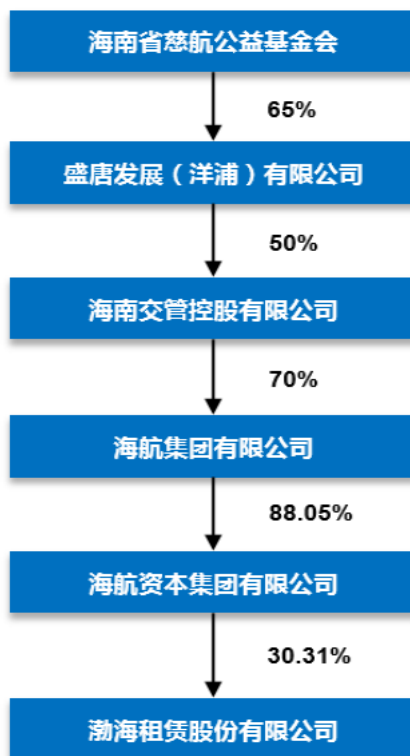 海南省慈航公益基金会
65%
盛唐发展（洋浦）有限公司
50%
海南交管控股有限公司
70%
海航集团有限公司
88.05%
海航资本集团有限公司
30.31%
渤海租赁股份有限公司